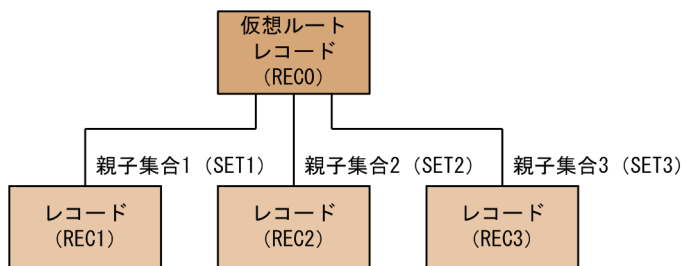 仮想ルート
レコード
(REC0)
親子集合1 (SET1)
親子集合2 (SET2)
親子集合3 (SET3)
レコード
(REC1)
レコード
(REC2)
レコード
(REC3)